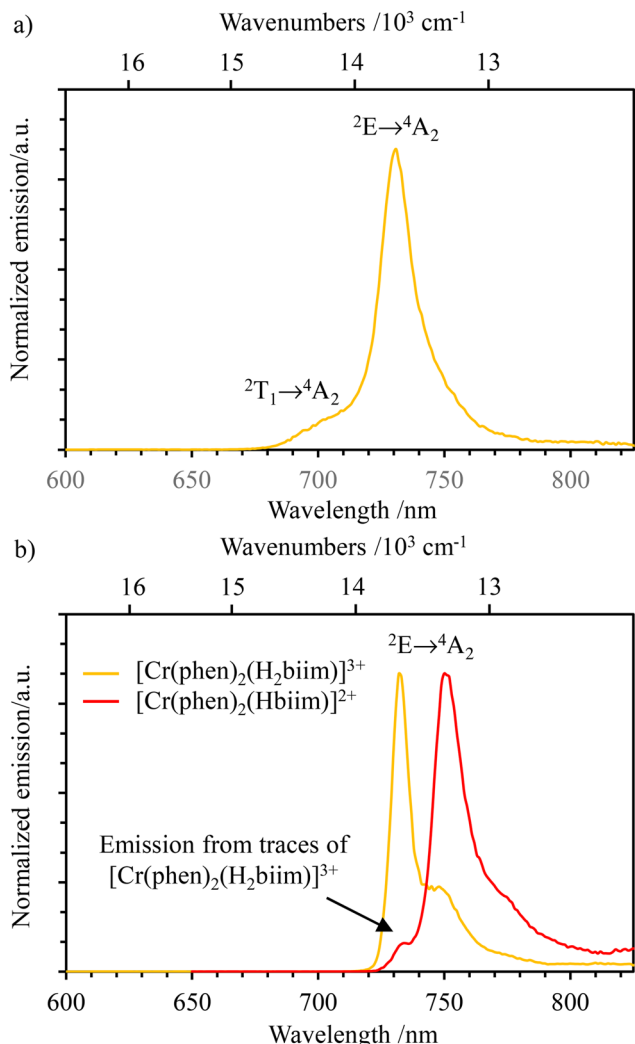 a)
Wavenumbers /10³ cm⁻¹
16 15 14 13
²E→⁴A₂
²T₁→⁴A₂
Normalized emission/a.u.
600 650 700 750 800
Wavelength /nm
b)
Wavenumbers /10³ cm⁻¹
16 15 14 13
²E→⁴A₂
[Cr(phen)₂(H₂biim)]³⁺
[Cr(phen)₂(Hbiim)]²⁺
Emission from traces of
[Cr(phen)₂(H₂biim)]³⁺
Normalized emission/a.u.
600 650 700 750 800
Wavelength /nm